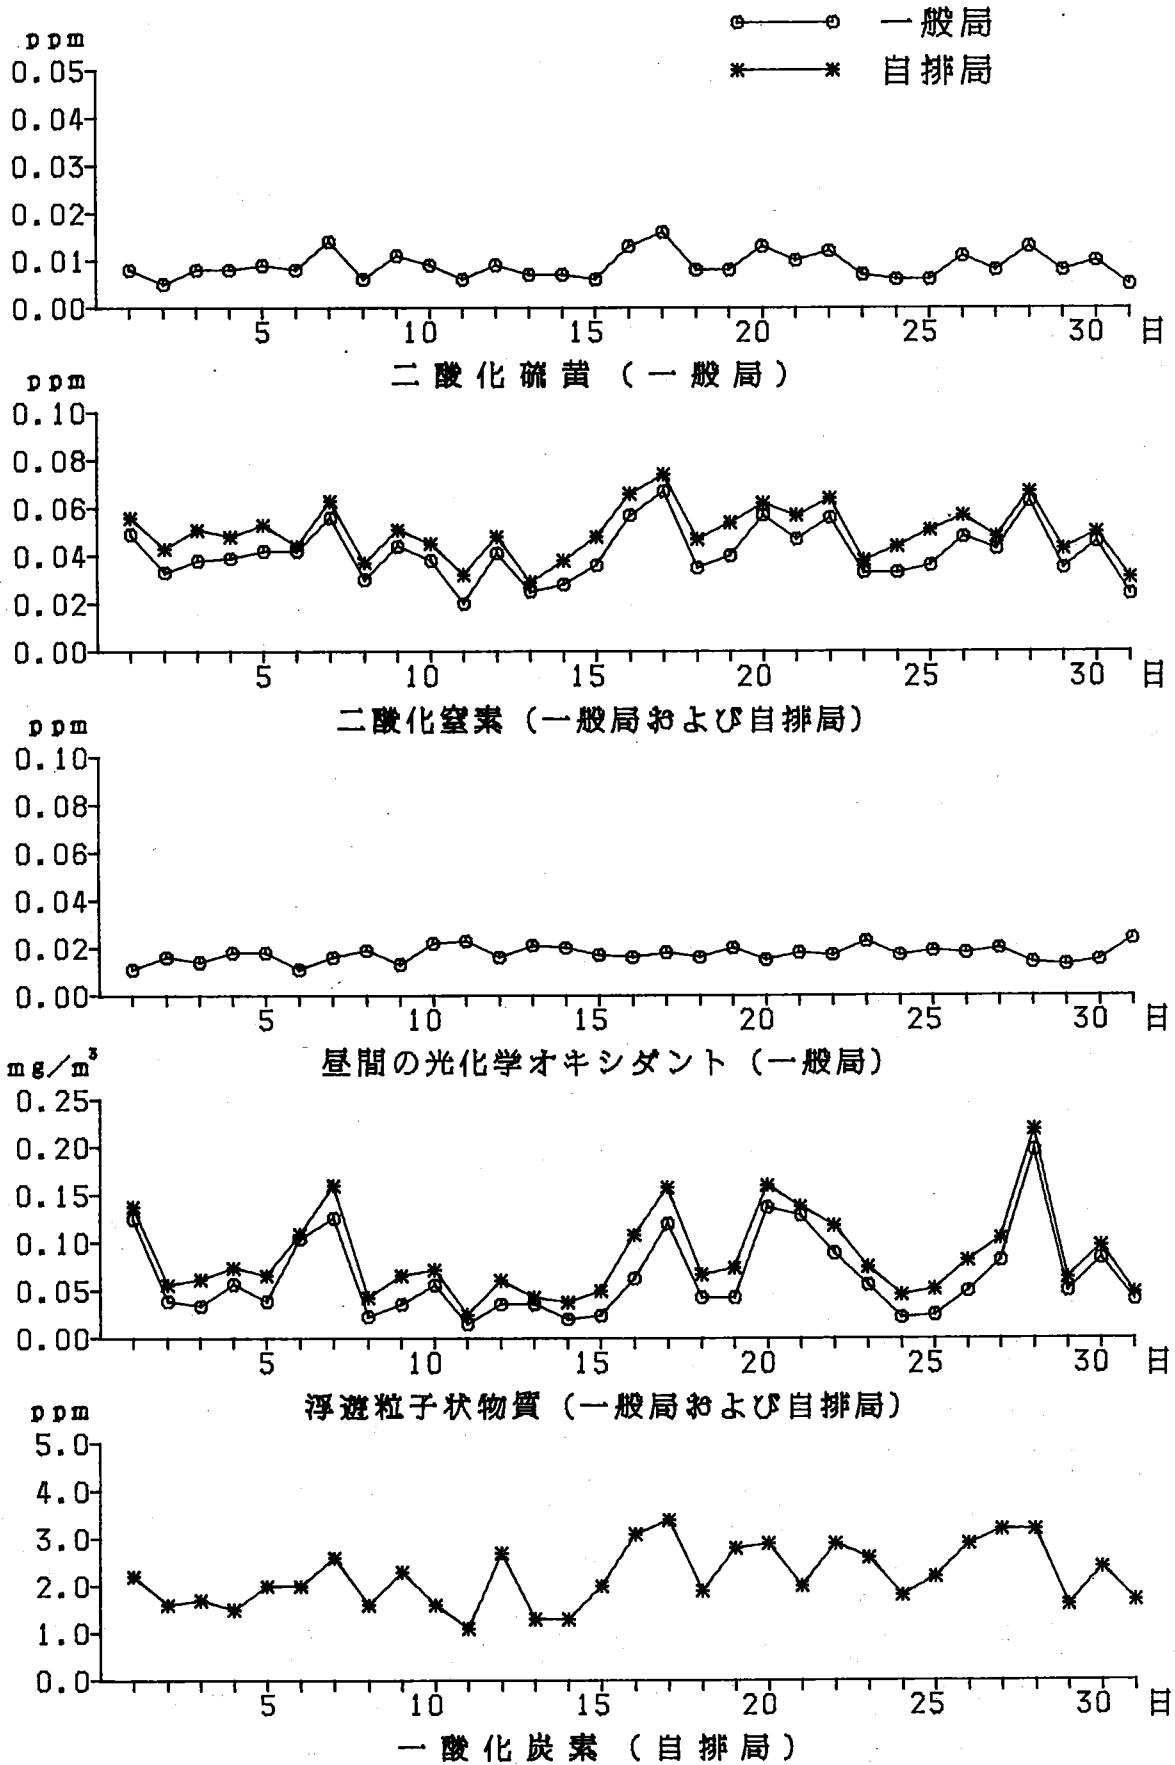 一般局
自排局
ppm
0.05
0.04
0.03
0.02
0.01
0.00
5 10 15 20 25 30 日
二酸化硫黄（一般局）
ppm
0.10
0.08
0.06
0.04
0.02
0.00
5 10 15 20 25 30 日
二酸化窒素（一般局および自排局）
ppm
0.10
0.08
0.06
0.04
0.02
0.00
5 10 15 20 25 30 日
昼間の光化学オキシダント（一般局）
mg/m³
0.25
0.20
0.15
0.10
0.05
0.00
5 10 15 20 25 30 日
浮遊粒子状物質（一般局および自排局）
ppm
5.0
4.0
3.0
2.0
1.0
0.0
5 10 15 20 25 30 日
一酸化炭素（自排局）